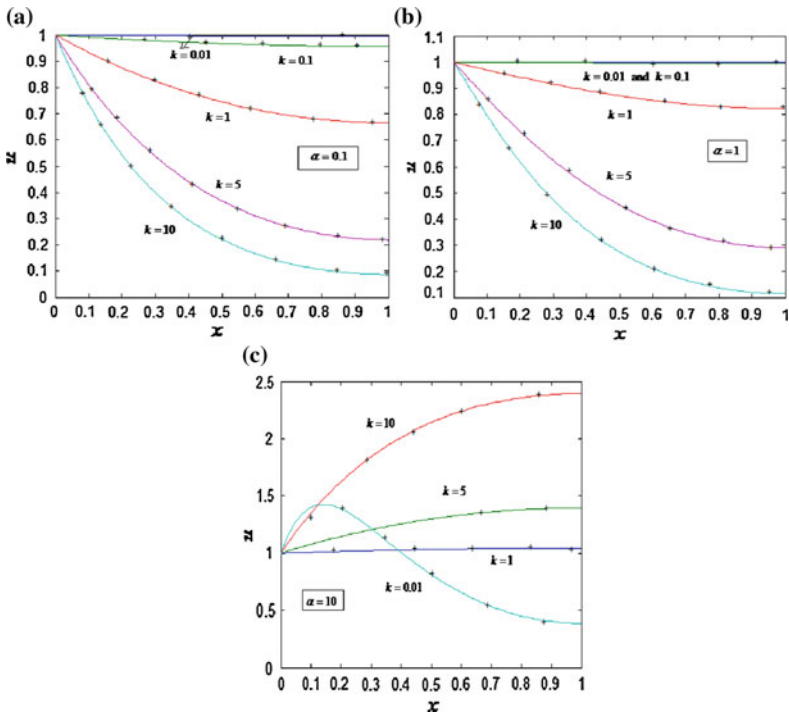 (a)
1
0.9
0.8
0.7
0.6
0.5
0.4
0.3
0.2
0.1
0
u
k = 0.01
k = 0.1
k = 1
α = 0.1
k = 5
k = 10
0 0.1 0.2 0.3 0.4 0.5 0.6 0.7 0.8 0.9 1
x
(b)
1.1
1
0.9
0.8
0.7
0.6
0.5
0.4
0.3
0.2
0.1
u
k = 0.01 and k = 0.1
k = 1
α = 1
k = 5
k = 10
0 0.1 0.2 0.3 0.4 0.5 0.6 0.7 0.8 0.9 1
x
(c)
2.5
2
1.5
1
0.5
0
u
k = 10
k = 5
k = 1
k = 0.01
α = 10
0 0.1 0.2 0.3 0.4 0.5 0.6 0.7 0.8 0.9 1
x